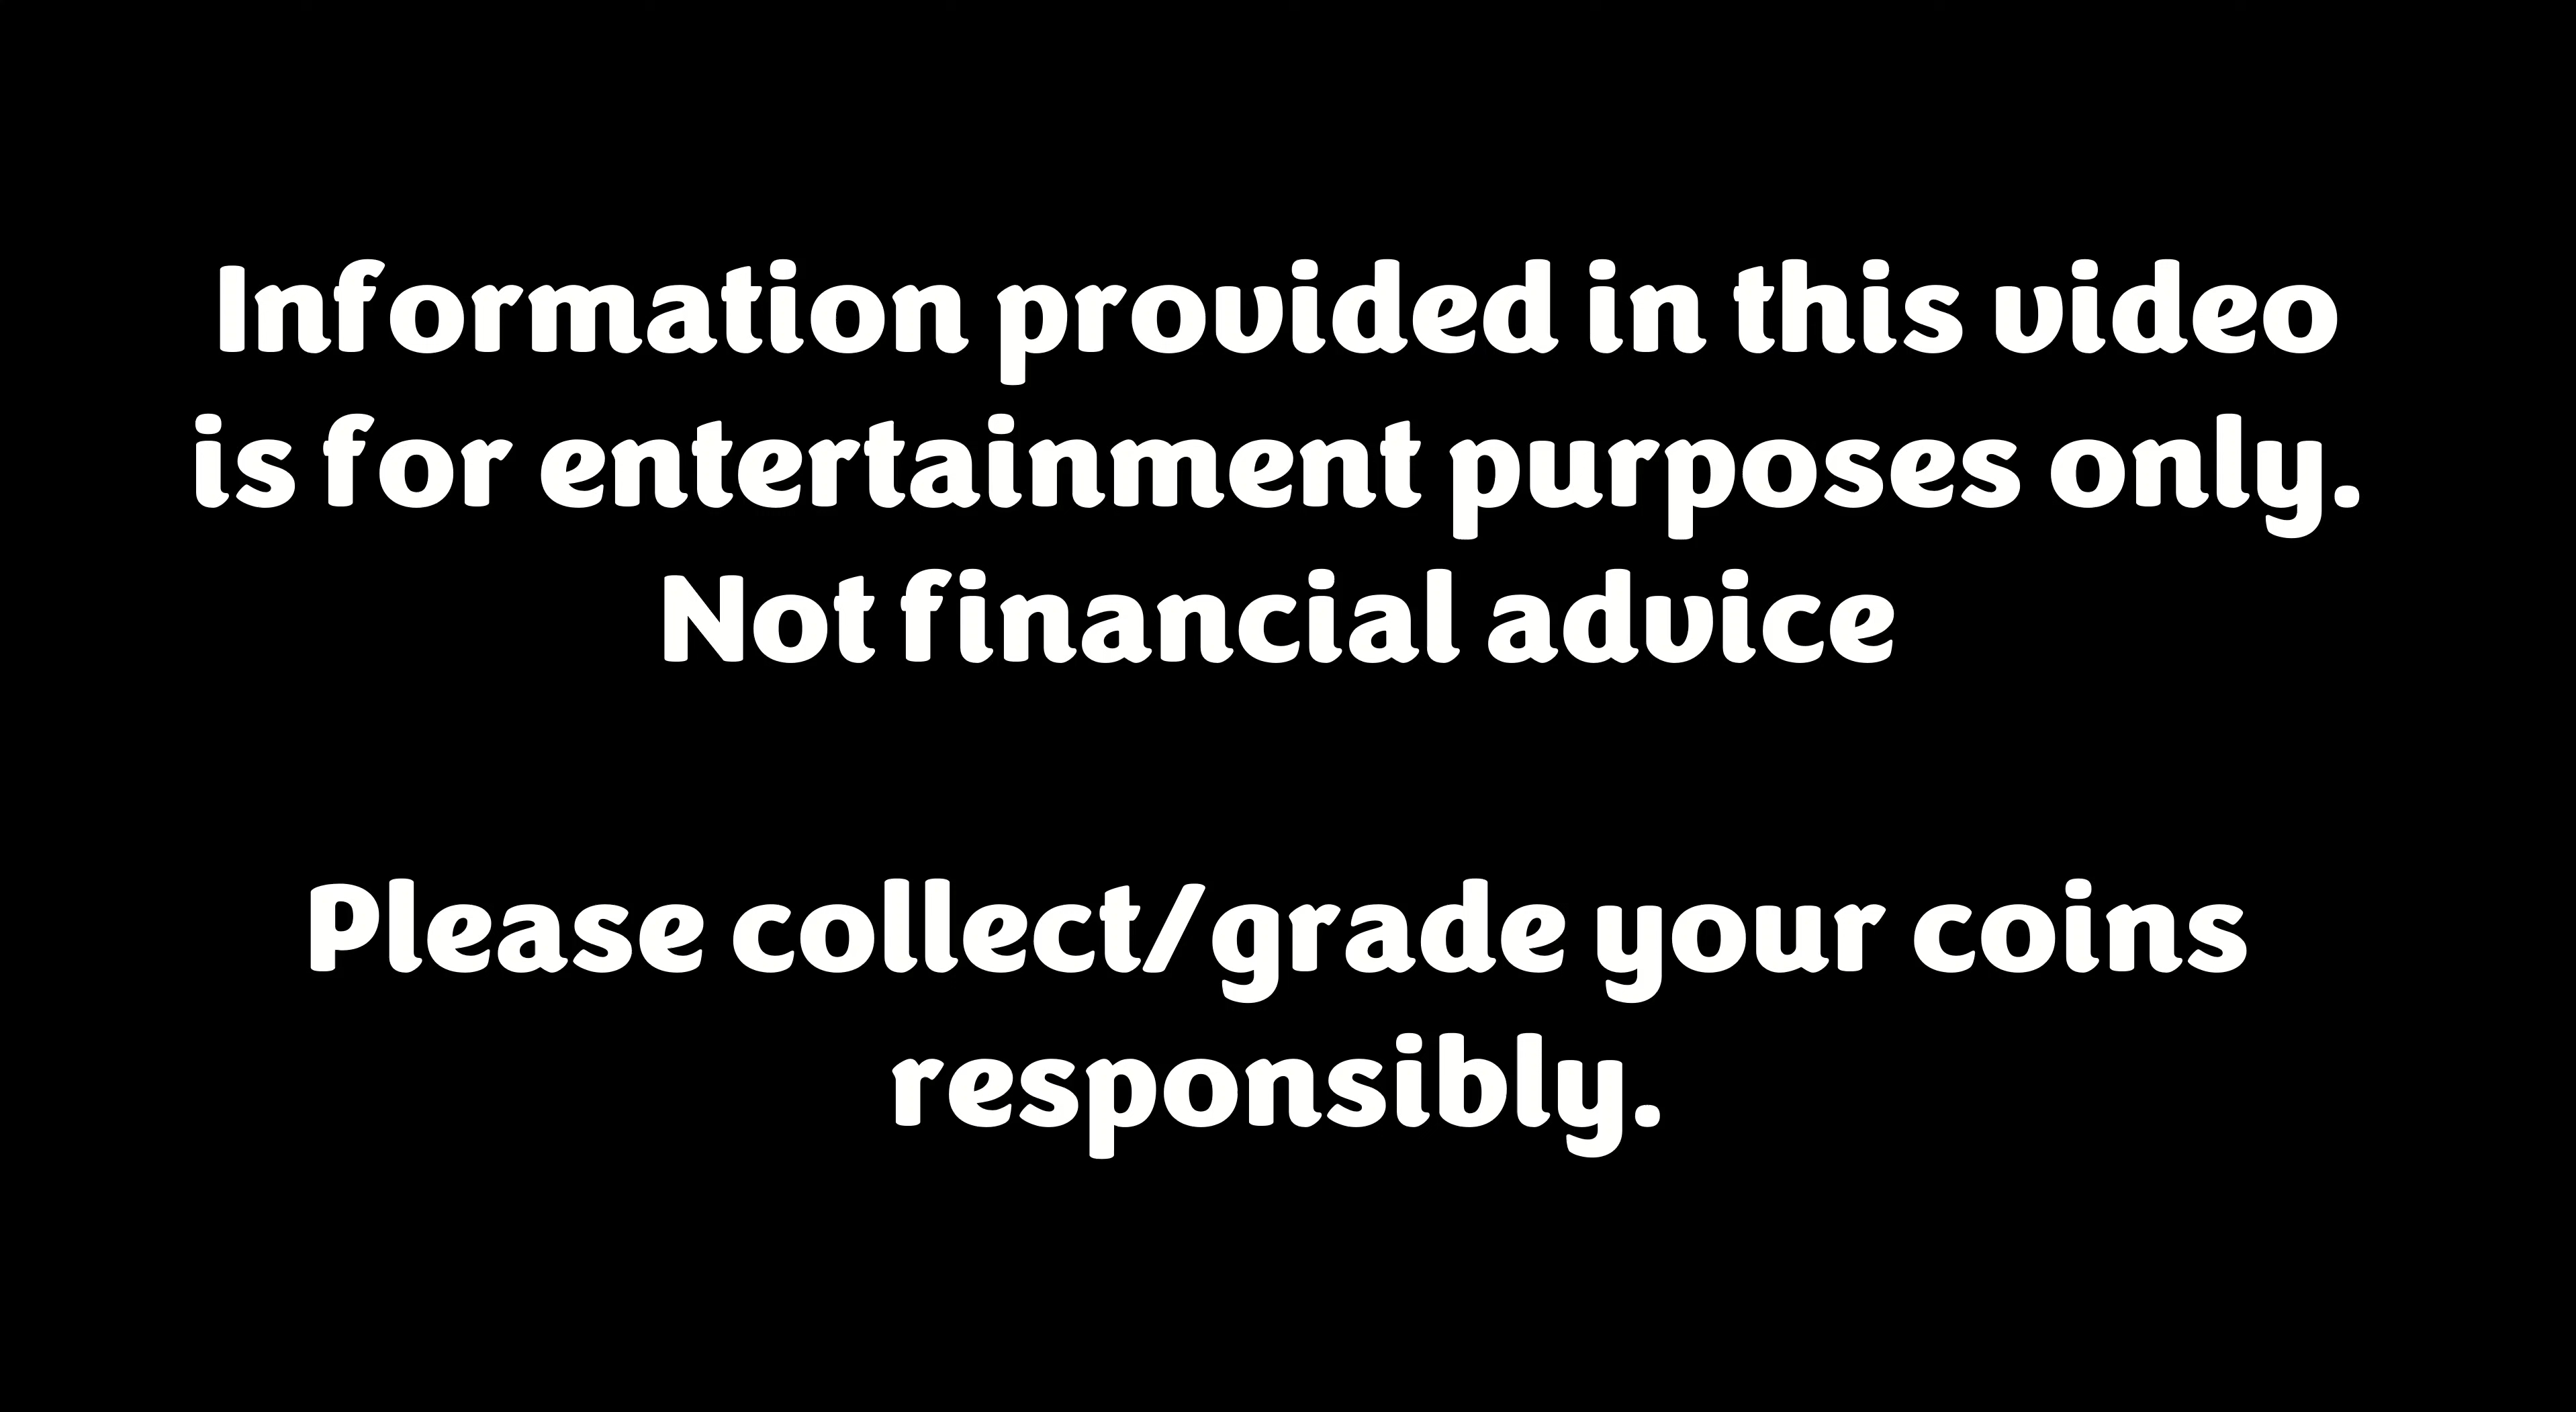 Information provided in this video
is for entertainment purposes only.
Not financial advice
Please collect/grade your coins
responsibly.